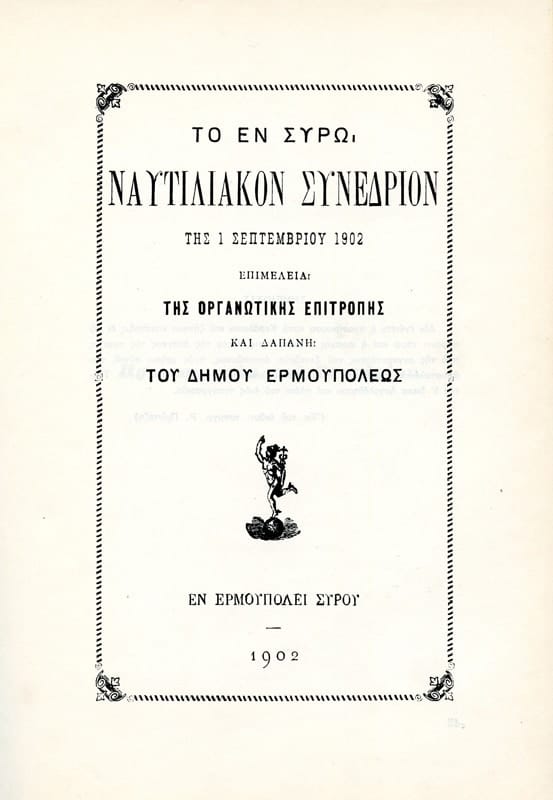 ΤΟ ΕΝ ΣΥΡΩι
ΝΑΥΤΙΛΙΑΚΟΝ ΣΥΝΕΔΡΙΟΝ
ΤΗΣ 1 ΣΕΠΤΕΜΒΡΙΟΥ 1902
ΕΠΙΜΕΛΕΙΑι
ΤΗΣ ΟΡΓΑΝΩΤΙΚΗΣ ΕΠΙΤΡΟΠΗΣ
ΚΑΙ ΔΑΠΑΝΗι
ΤΟΥ ΔΗΜΟΥ ΕΡΜΟΥΠΟΛΕΩΣ
ΕΝ ΕΡΜΟΥΠΟΛΕΙ ΣΥΡΟΥ
1902